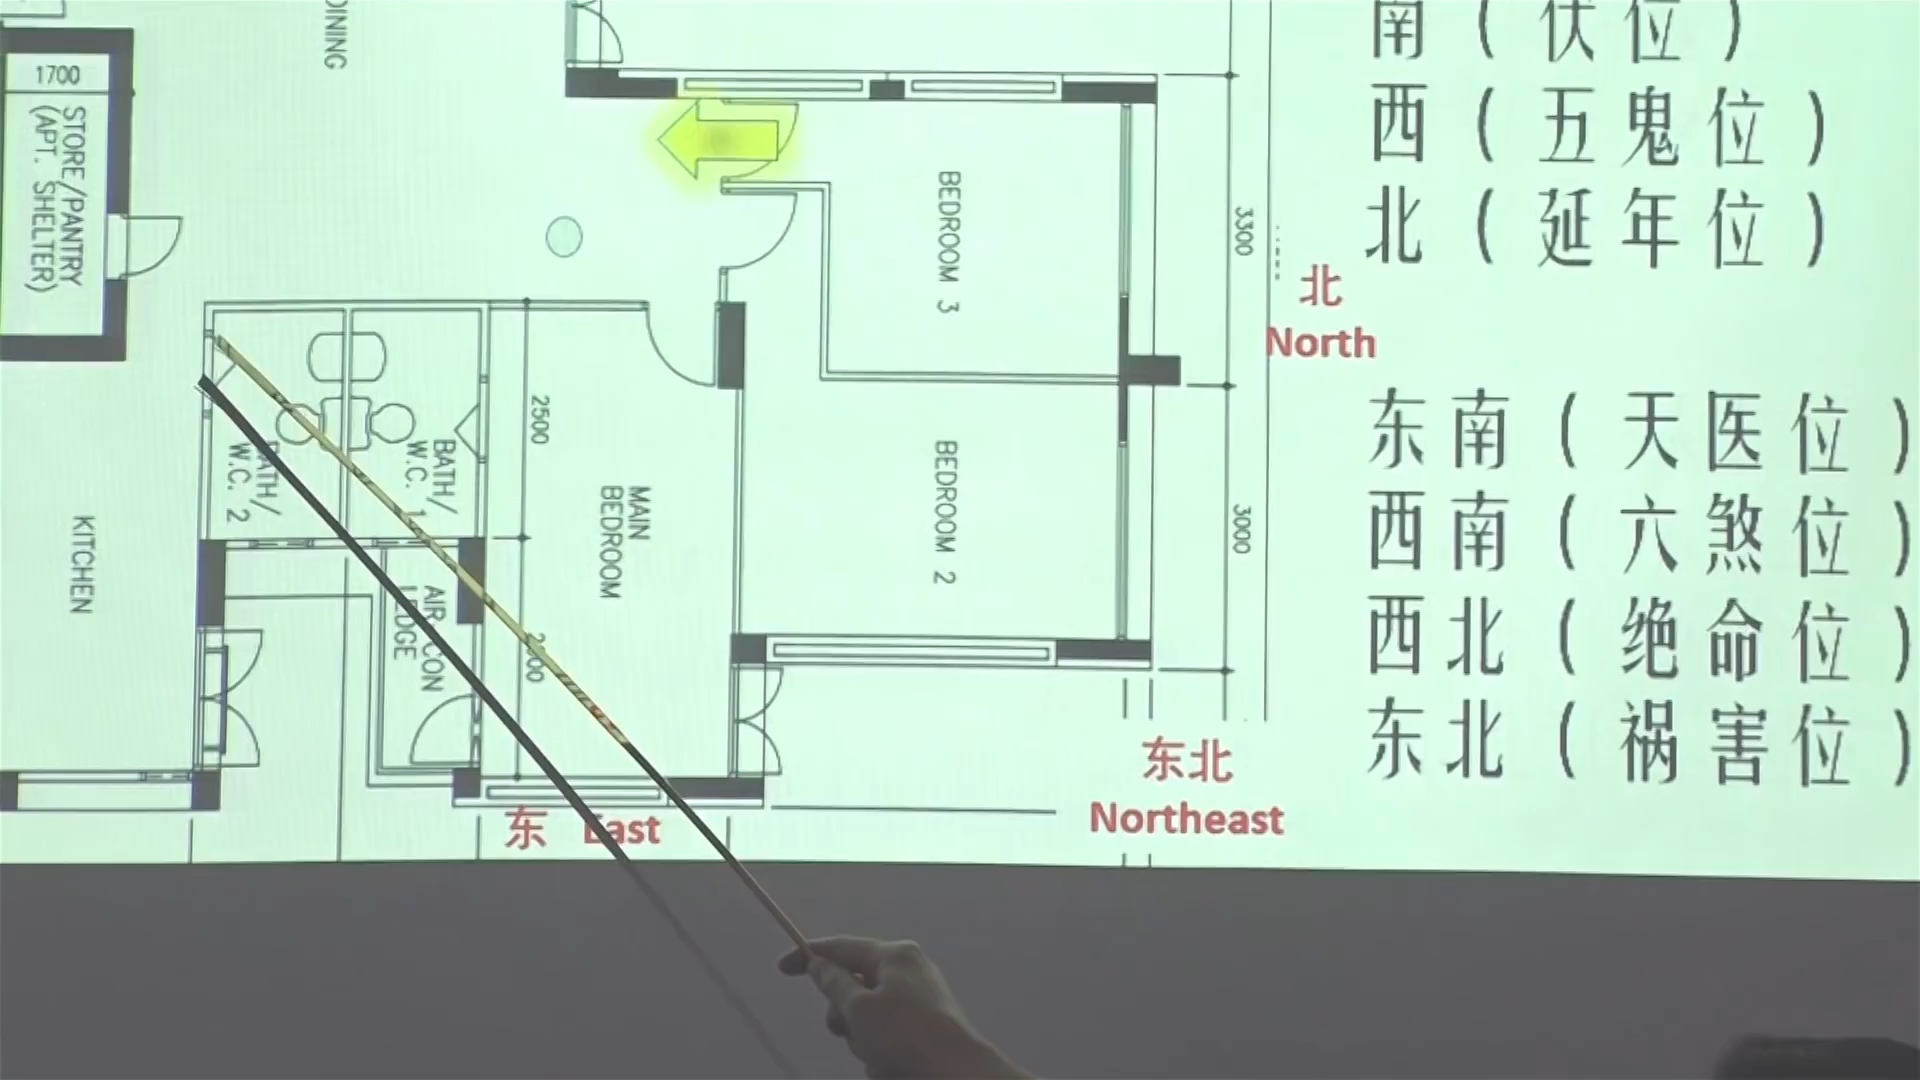 DINING
1700
STORE/PANTRY
(APT. SHELTER)
KITCHEN
BATH/
W.C. 2
BATH/
W.C. 1
AIR-CON
LEDGE
2500
MAIN
BEDROOM
BEDROOM 3
BEDROOM 2
3300
3000
北
North
东北
Northeast
东 East
南(伏位)
西(五鬼位)
北(延年位)
东南(天医位)
西南(六煞位)
西北(绝命位)
东北(祸害位)